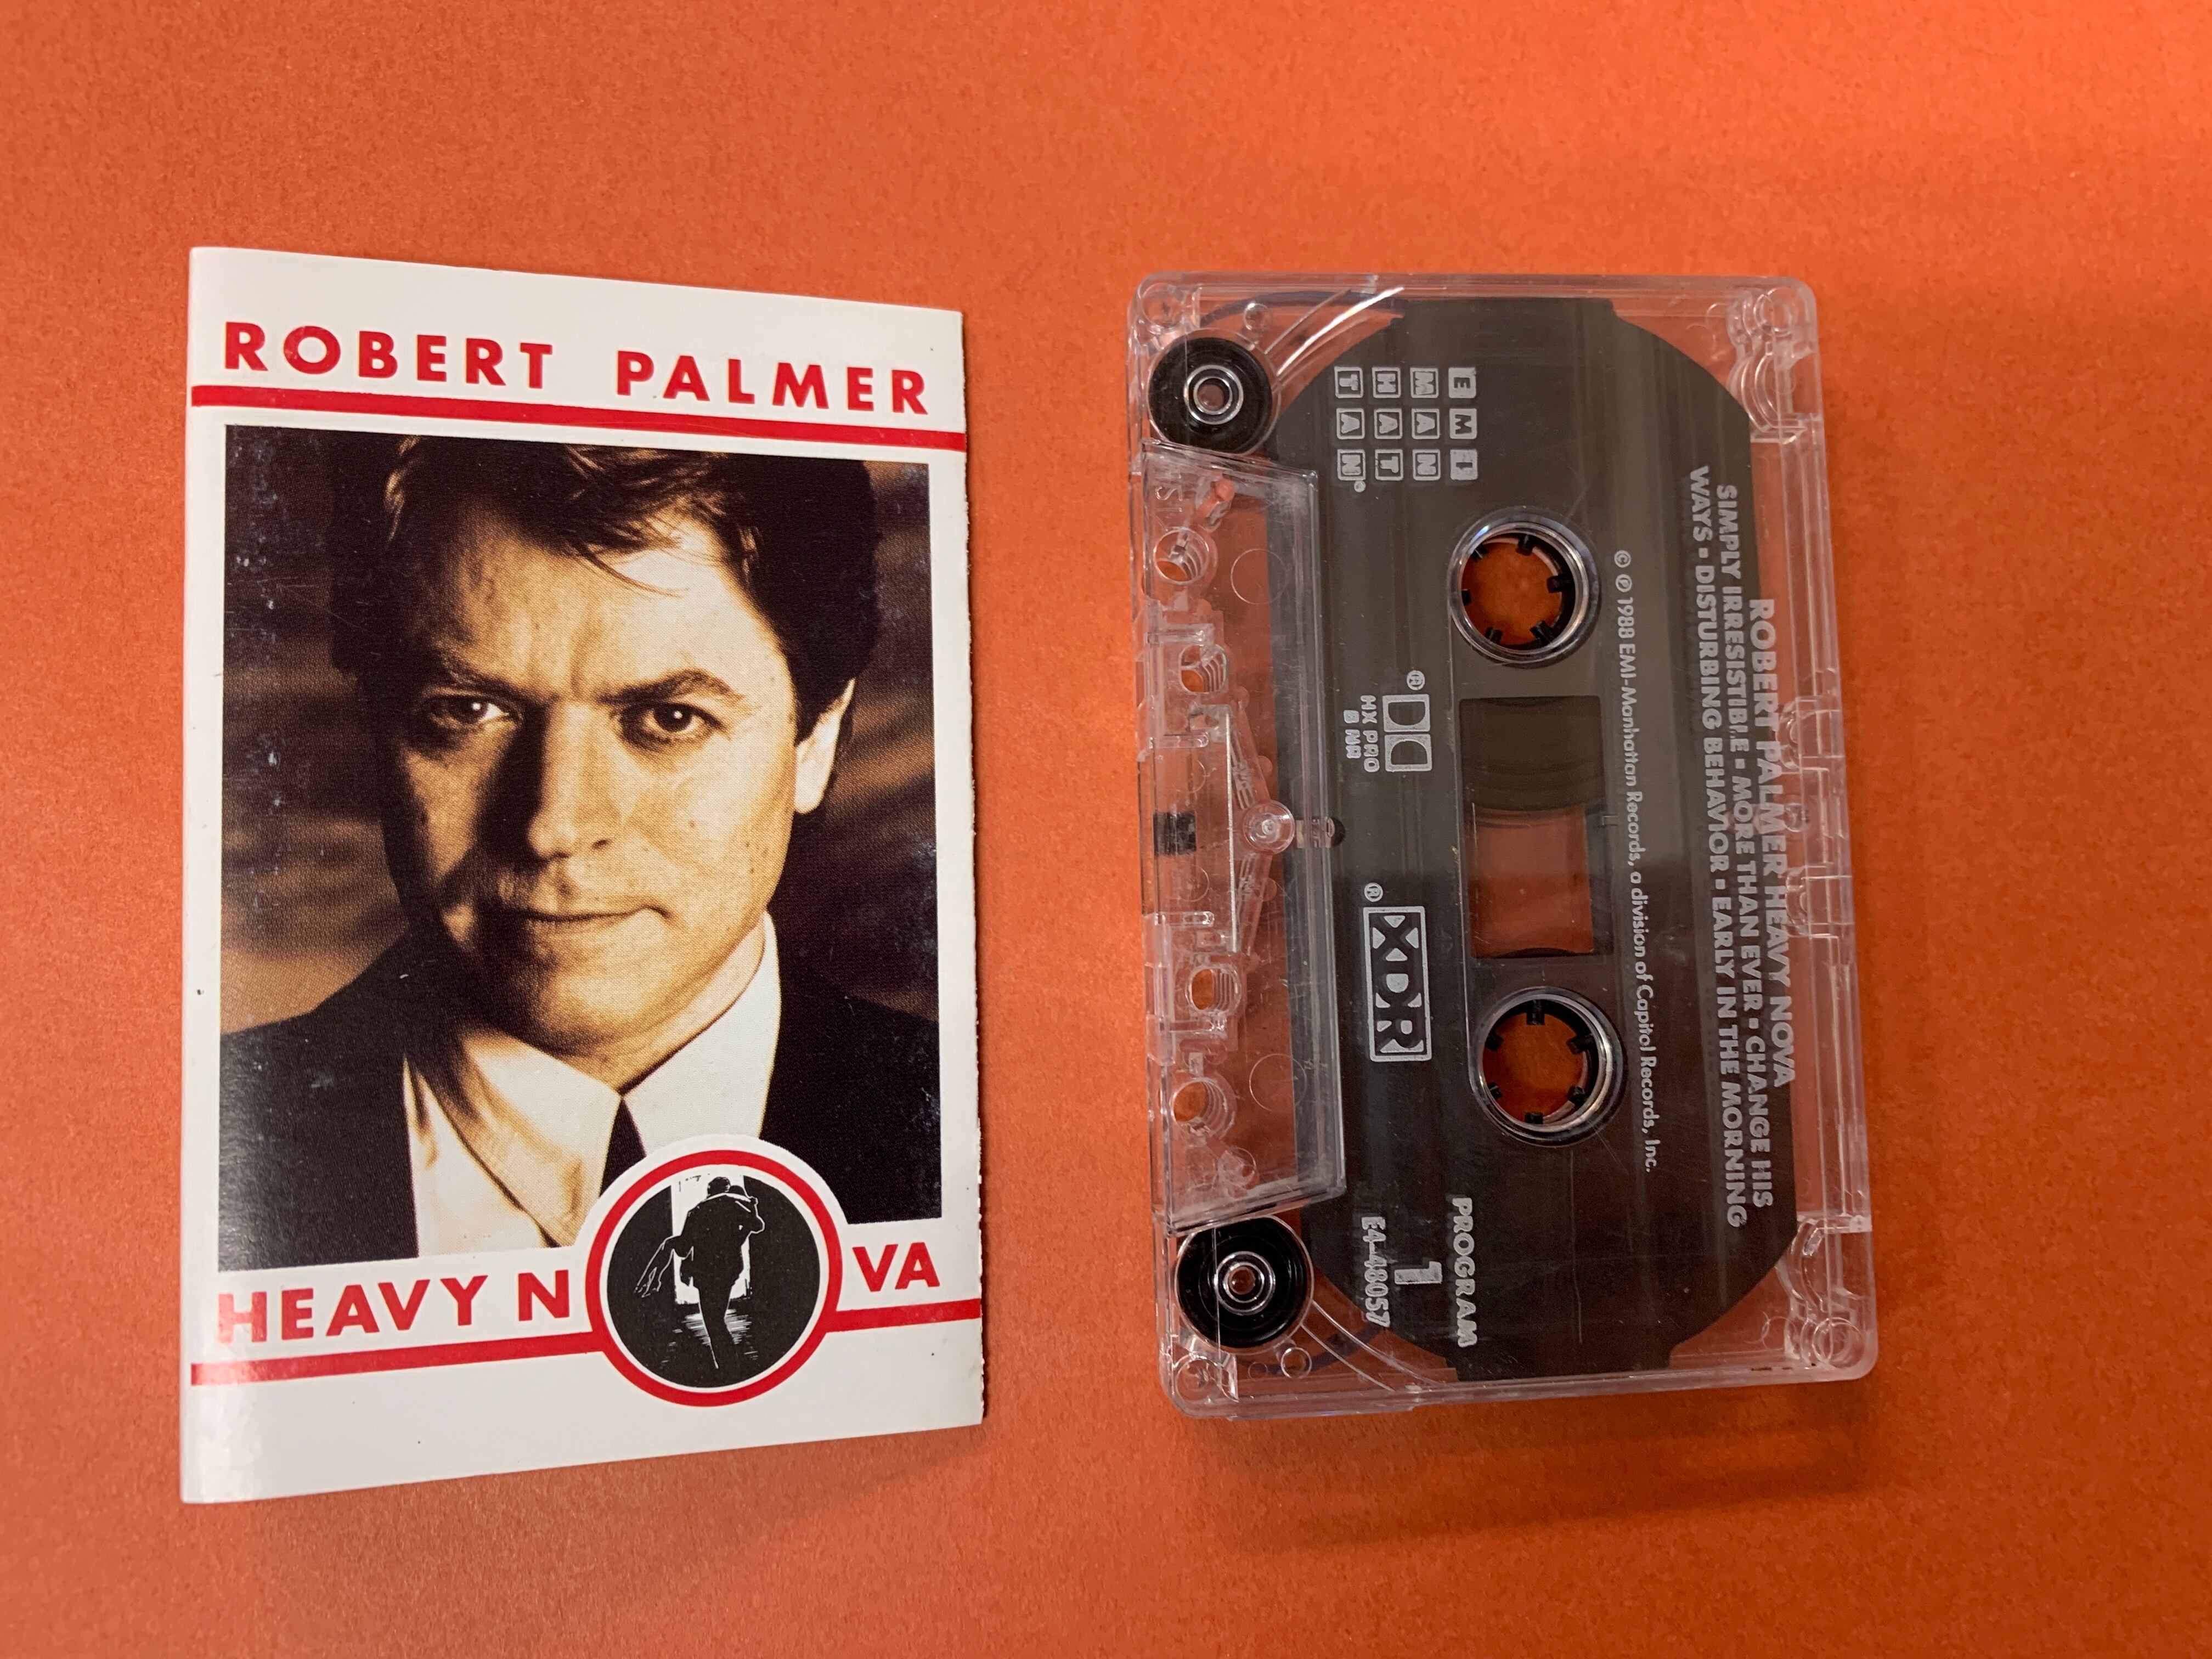 ROBERT PALMER
HEAVY N VA
ROBERT PALMER HEAVY NOVA
SIMPLY IRRESISTIBLE ▪ MORE THAN EVER ▪ CHANGE HIS
WAYS ▪ DISTURBING BEHAVIOR ▪ EARLY IN THE MORNING
© ℗ 1988 EMI-Manhattan Records, a division of Capitol Records, Inc.
EMI
MAN
HAT
TAN®
® DD
HX PRO
B NR
® XDR
PROGRAM
1
E4-48057